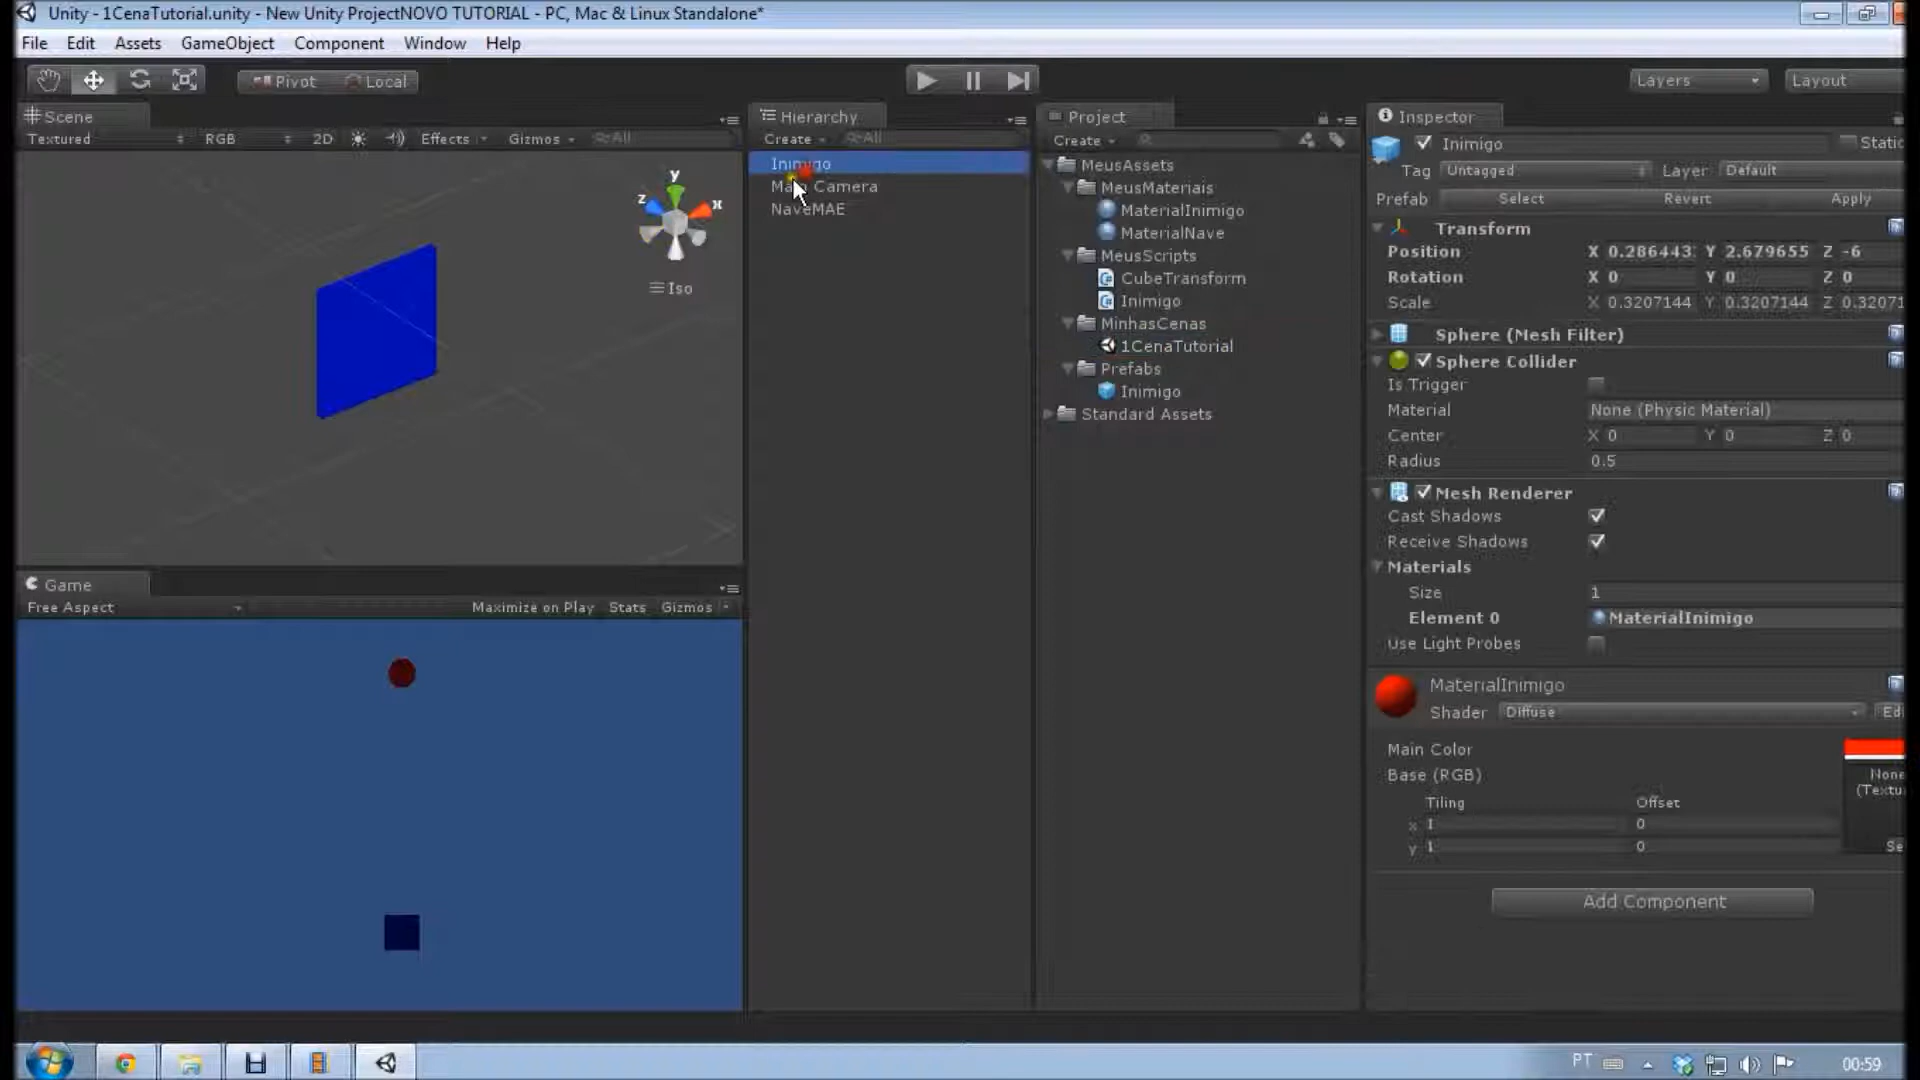 Unity - 1CenaTutorial.unity - New Unity ProjectNOVO TUTORIAL - PC, Mac & Linux Standalone*
File Edit Assets GameObject Component Window Help
Pivot Local Layers Layout
Scene
Textured RGB 2D Effects Gizmos All
Hierarchy
Create All
Inimigo
Main Camera
NaveMAE
Project
Create
MeusAssets
MeusMateriais
MaterialInimigo
MaterialNave
MeusScripts
CubeTransform
Inimigo
MinhasCenas
1CenaTutorial
Prefabs
Inimigo
Standard Assets
Inspector
Inimigo Static
Tag Untagged Layer Default
Prefab Select Revert Apply
Transform
Position X 0.286443 Y 2.679655 Z -6
Rotation X 0 Y 0 Z 0
Scale X 0.3207144 Y 0.3207144 Z 0.32071
Sphere (Mesh Filter)
Sphere Collider
Is Trigger
Material None (Physic Material)
Center X 0 Y 0 Z 0
Radius 0.5
Mesh Renderer
Cast Shadows
Receive Shadows
Materials
Size 1
Element 0 MaterialInimigo
Use Light Probes
MaterialInimigo
Shader Diffuse Edi
Main Color
Base (RGB) None
(Textu
Tiling Offset
x 1 0
y 1 0 Se
Add Component
y
z x
Iso
Game
Free Aspect Maximize on Play Stats Gizmos
PT 00:59